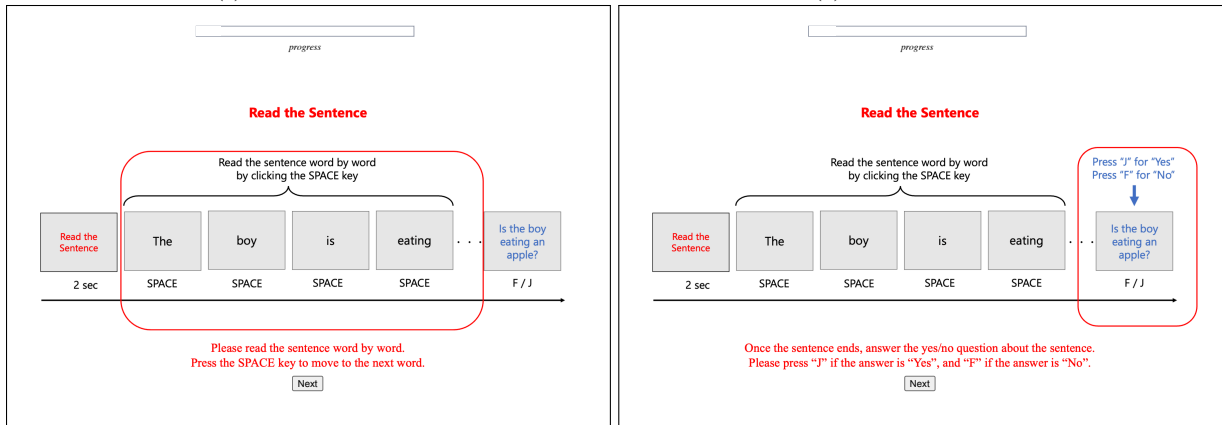 progress
Read the Sentence
Read the sentence word by word
by clicking the SPACE key
Read the
Sentence
The
boy
is
eating
. . .
Is the boy
eating an
apple?
2 sec
SPACE
SPACE
SPACE
SPACE
F / J
Please read the sentence word by word.
Press the SPACE key to move to the next word.
Next
progress
Read the Sentence
Read the sentence word by word
by clicking the SPACE key
Press “J” for “Yes”
Press “F” for “No”
Read the
Sentence
The
boy
is
eating
. . .
Is the boy
eating an
apple?
2 sec
SPACE
SPACE
SPACE
SPACE
F / J
Once the sentence ends, answer the yes/no question about the sentence.
Please press “J” if the answer is “Yes”, and “F” if the answer is “No”.
Next